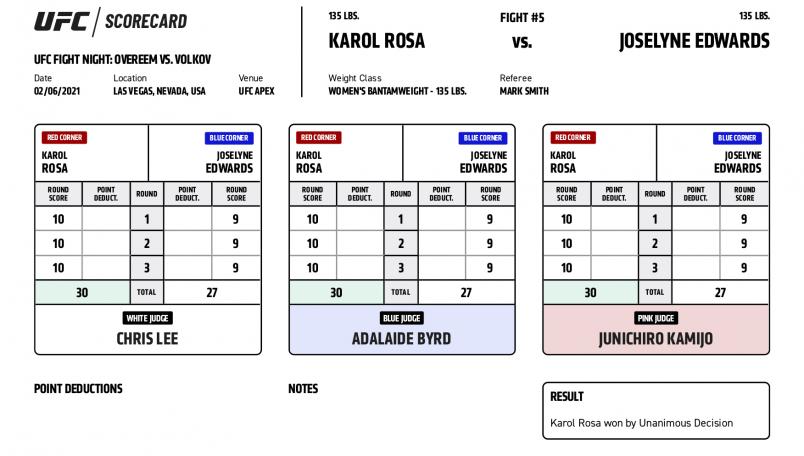 UFC / SCORECARD
UFC FIGHT NIGHT: OVEREEM VS. VOLKOV
Date Location Venue
02/06/2021 LAS VEGAS, NEVADA, USA UFC APEX
135 LBS. FIGHT #5 135 LBS.
KAROL ROSA VS. JOSELYNE EDWARDS
Weight Class Referee
WOMEN'S BANTAMWEIGHT - 135 LBS. MARK SMITH
RED CORNER BLUE CORNER
KAROL JOSELYNE
ROSA EDWARDS
ROUND SCORE POINT DEDUCT. ROUND POINT DEDUCT. ROUND SCORE
10 1 9
10 2 9
10 3 9
30 TOTAL 27
WHITE JUDGE
CHRIS LEE
RED CORNER BLUE CORNER
KAROL JOSELYNE
ROSA EDWARDS
ROUND SCORE POINT DEDUCT. ROUND POINT DEDUCT. ROUND SCORE
10 1 9
10 2 9
10 3 9
30 TOTAL 27
BLUE JUDGE
ADALAIDE BYRD
RED CORNER BLUE CORNER
KAROL JOSELYNE
ROSA EDWARDS
ROUND SCORE POINT DEDUCT. ROUND POINT DEDUCT. ROUND SCORE
10 1 9
10 2 9
10 3 9
30 TOTAL 27
PINK JUDGE
JUNICHIRO KAMIJO
POINT DEDUCTIONS
NOTES
RESULT
Karol Rosa won by Unanimous Decision